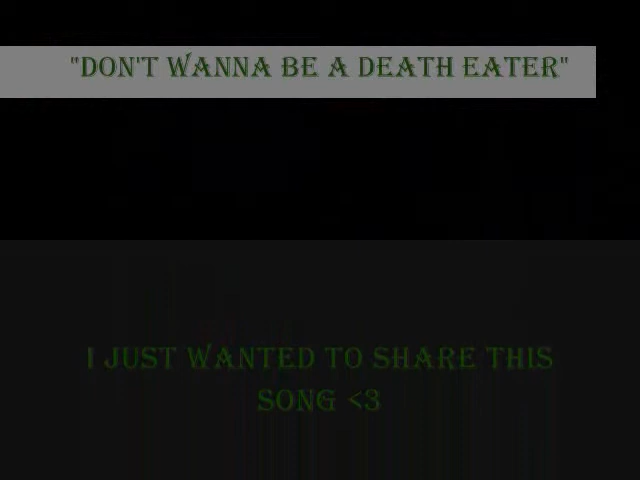 "DON'T WANNA BE A DEATH EATER"
I JUST WANTED TO SHARE THIS
SONG <3